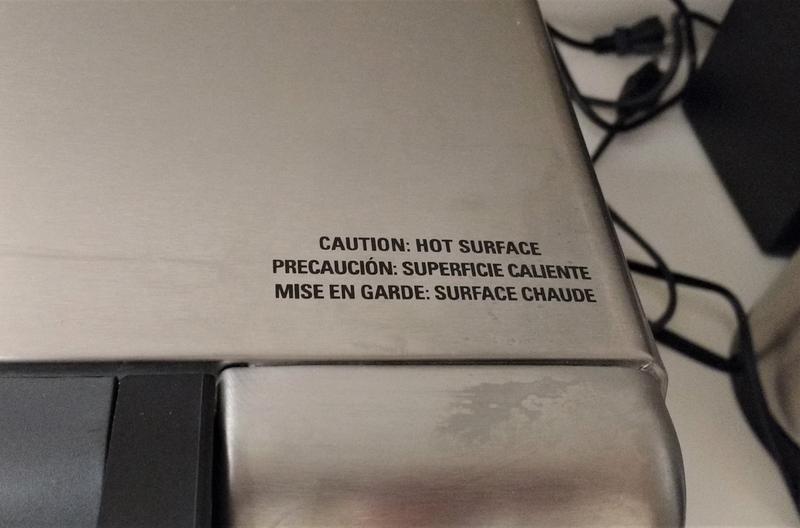 CAUTION: HOT SURFACE
PRECAUCIÓN: SUPERFICIE CALIENTE
MISE EN GARDE: SURFACE CHAUDE